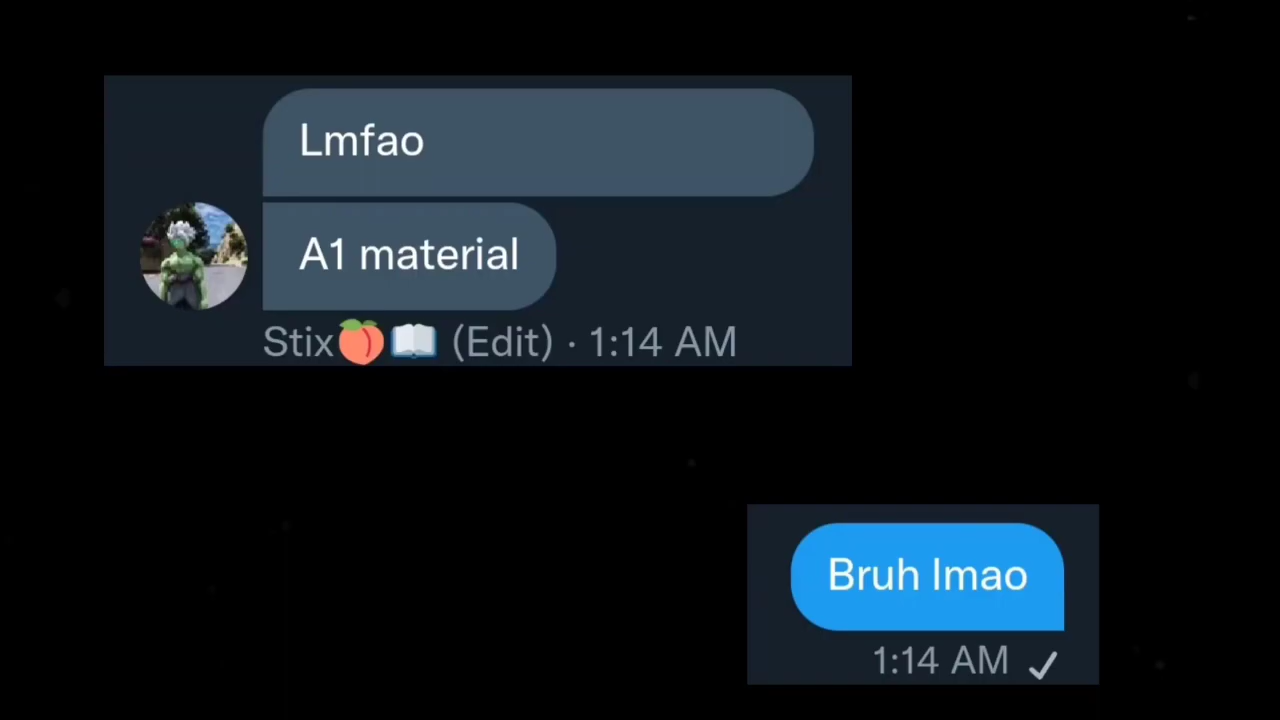 Lmfao
A1 material
Stix🍑📖 (Edit) · 1:14 AM
Bruh lmao
1:14 AM ✓